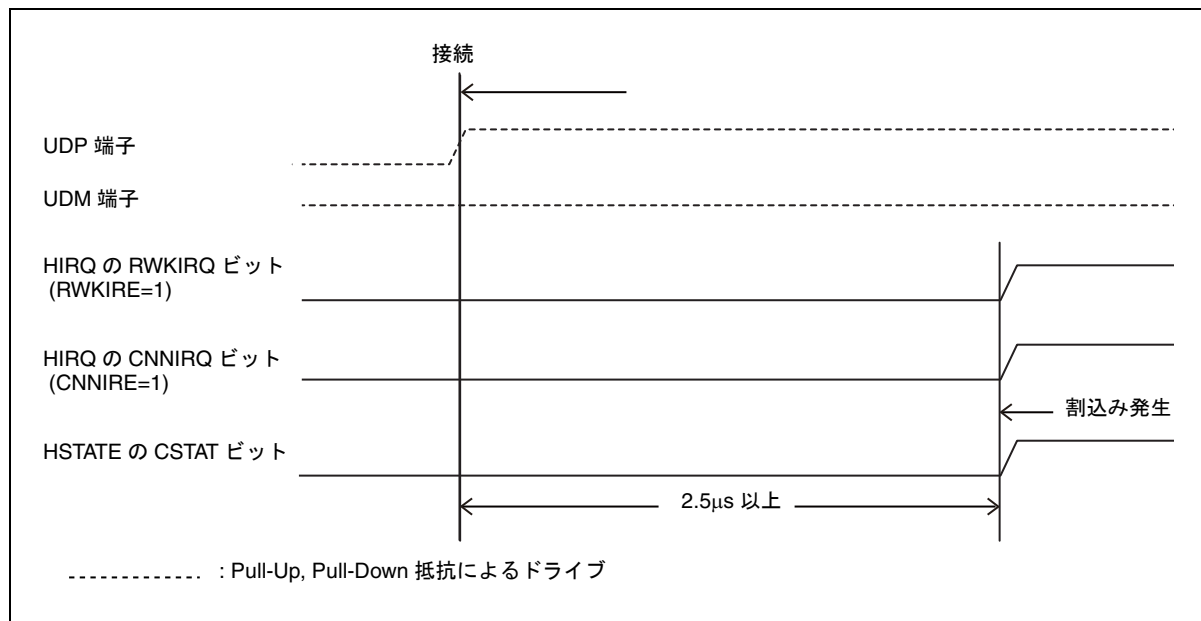 接続
UDP 端子
UDM 端子
HIRQ の RWKIRQ ビット
(RWKIRE=1)
HIRQ の CNNIRQ ビット
(CNNIRE=1)
割込み発生
HSTATE の CSTAT ビット
2.5μs 以上
: Pull-Up, Pull-Down 抵抗によるドライブ